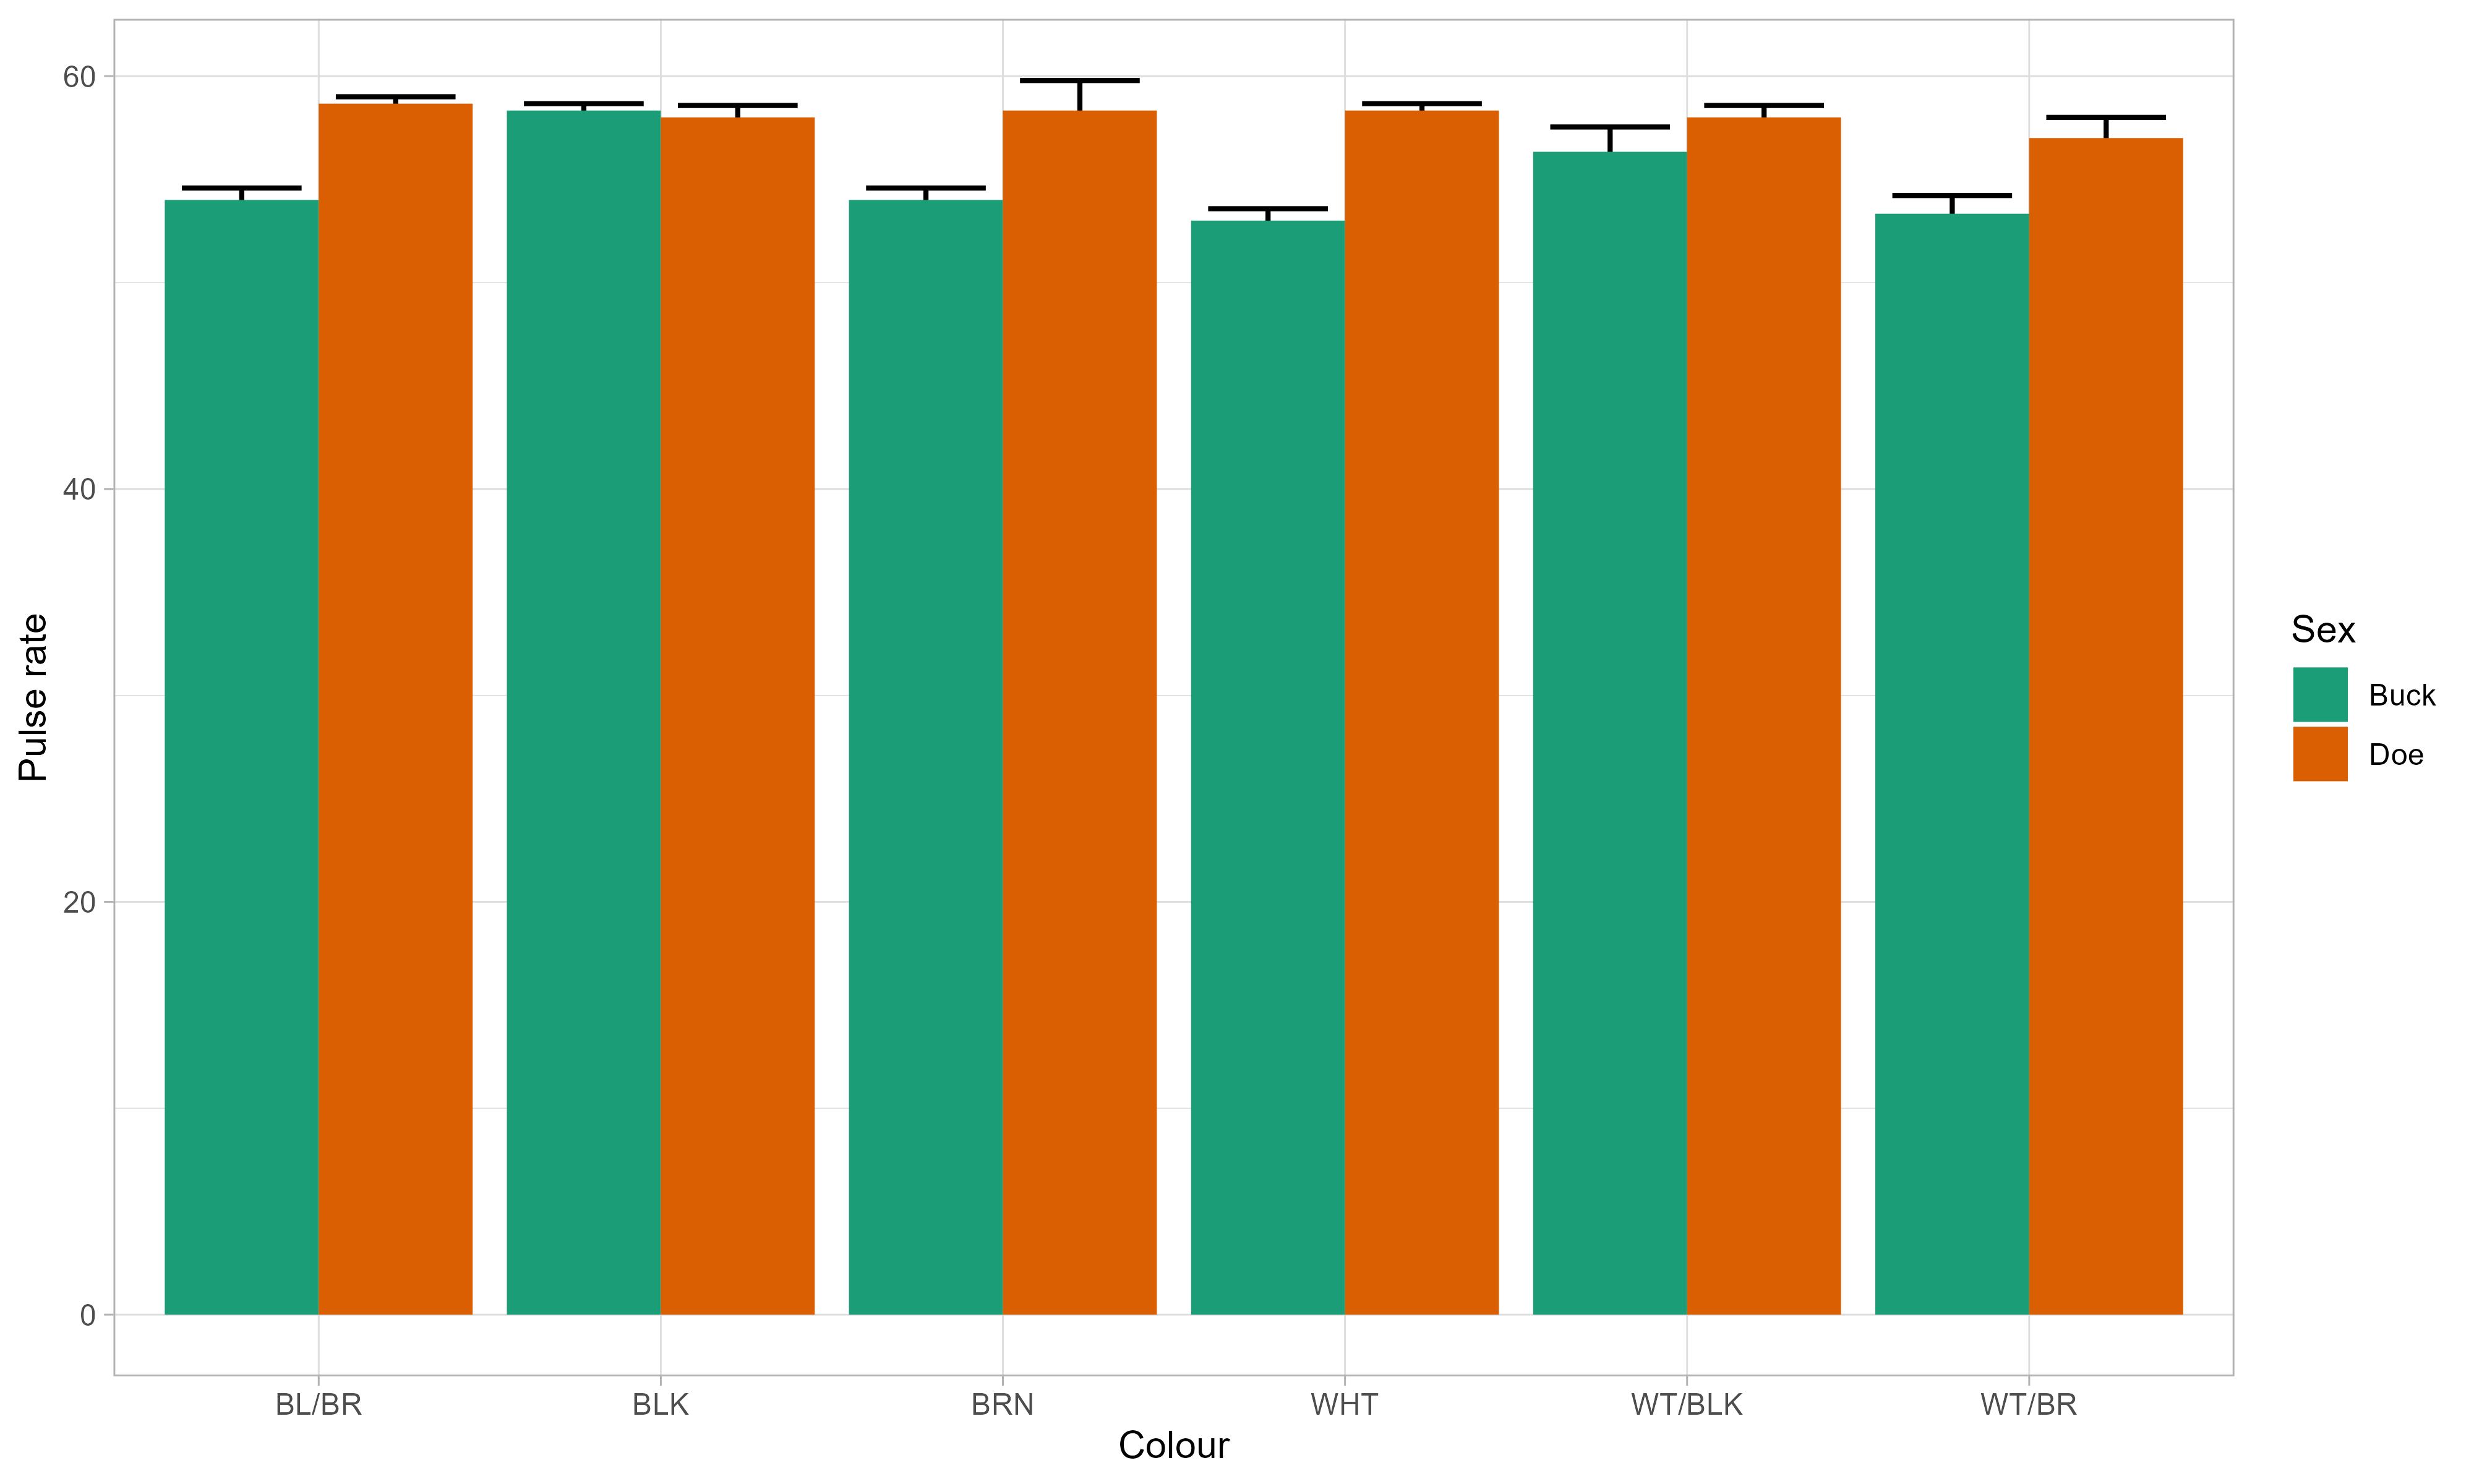 60
40
20
0
Pulse rate
BL/BR
BLK
BRN
WHT
WT/BLK
WT/BR
Colour
Sex
Buck
Doe